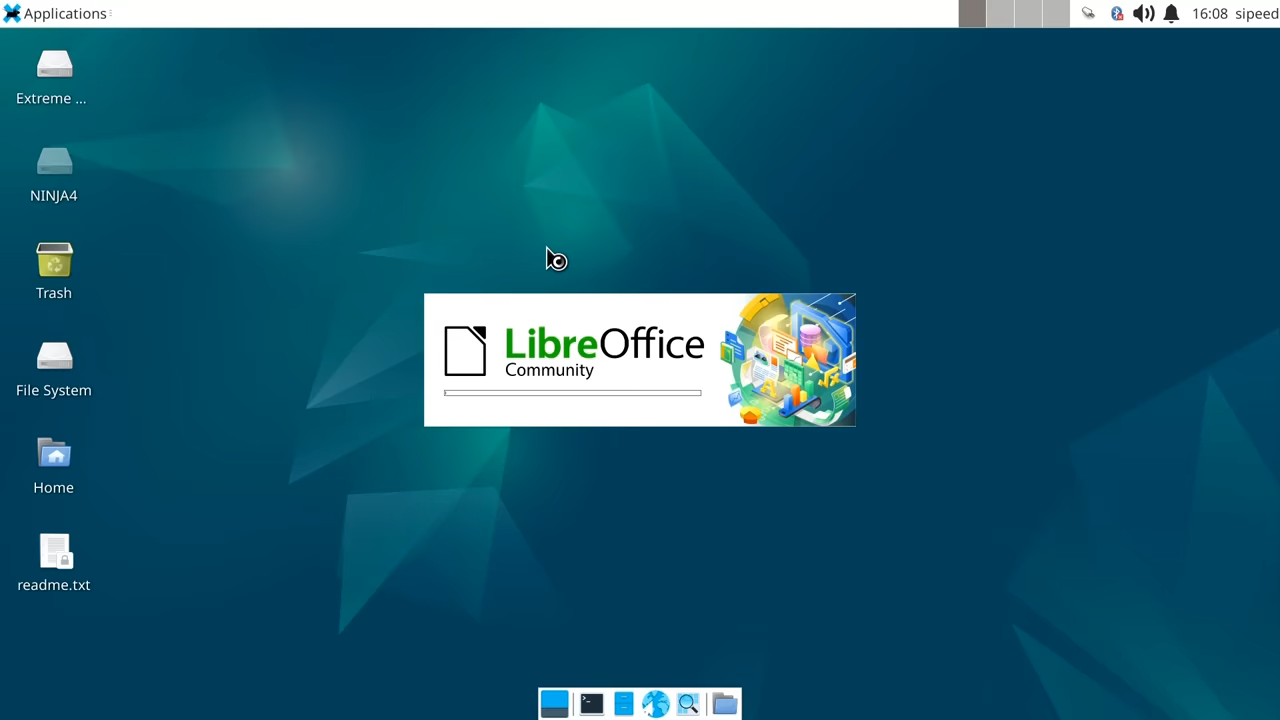 Applications
16:08 sipeed
Extreme ...
NINJA4
Trash
File System
Home
readme.txt
LibreOffice
Community